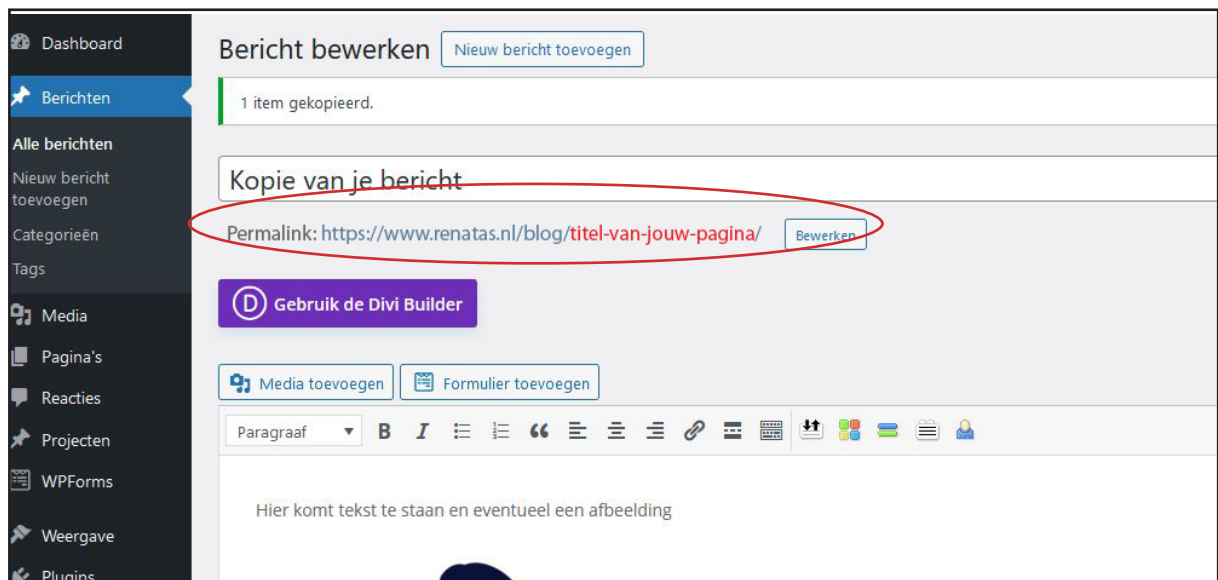 Dashboard
Berichten
Alle berichten
Nieuw bericht
toevoegen
Categorieën
Tags
Media
Pagina's
Reacties
Projecten
WPForms
Weergave
Plugins
Bericht bewerken Nieuw bericht toevoegen
1 item gekopieerd.
Kopie van je bericht
Permalink: https://www.renatas.nl/blog/titel-van-jouw-pagina/ Bewerken
D Gebruik de Divi Builder
Media toevoegen Formulier toevoegen
Paragraaf B I
Hier komt tekst te staan en eventueel een afbeelding